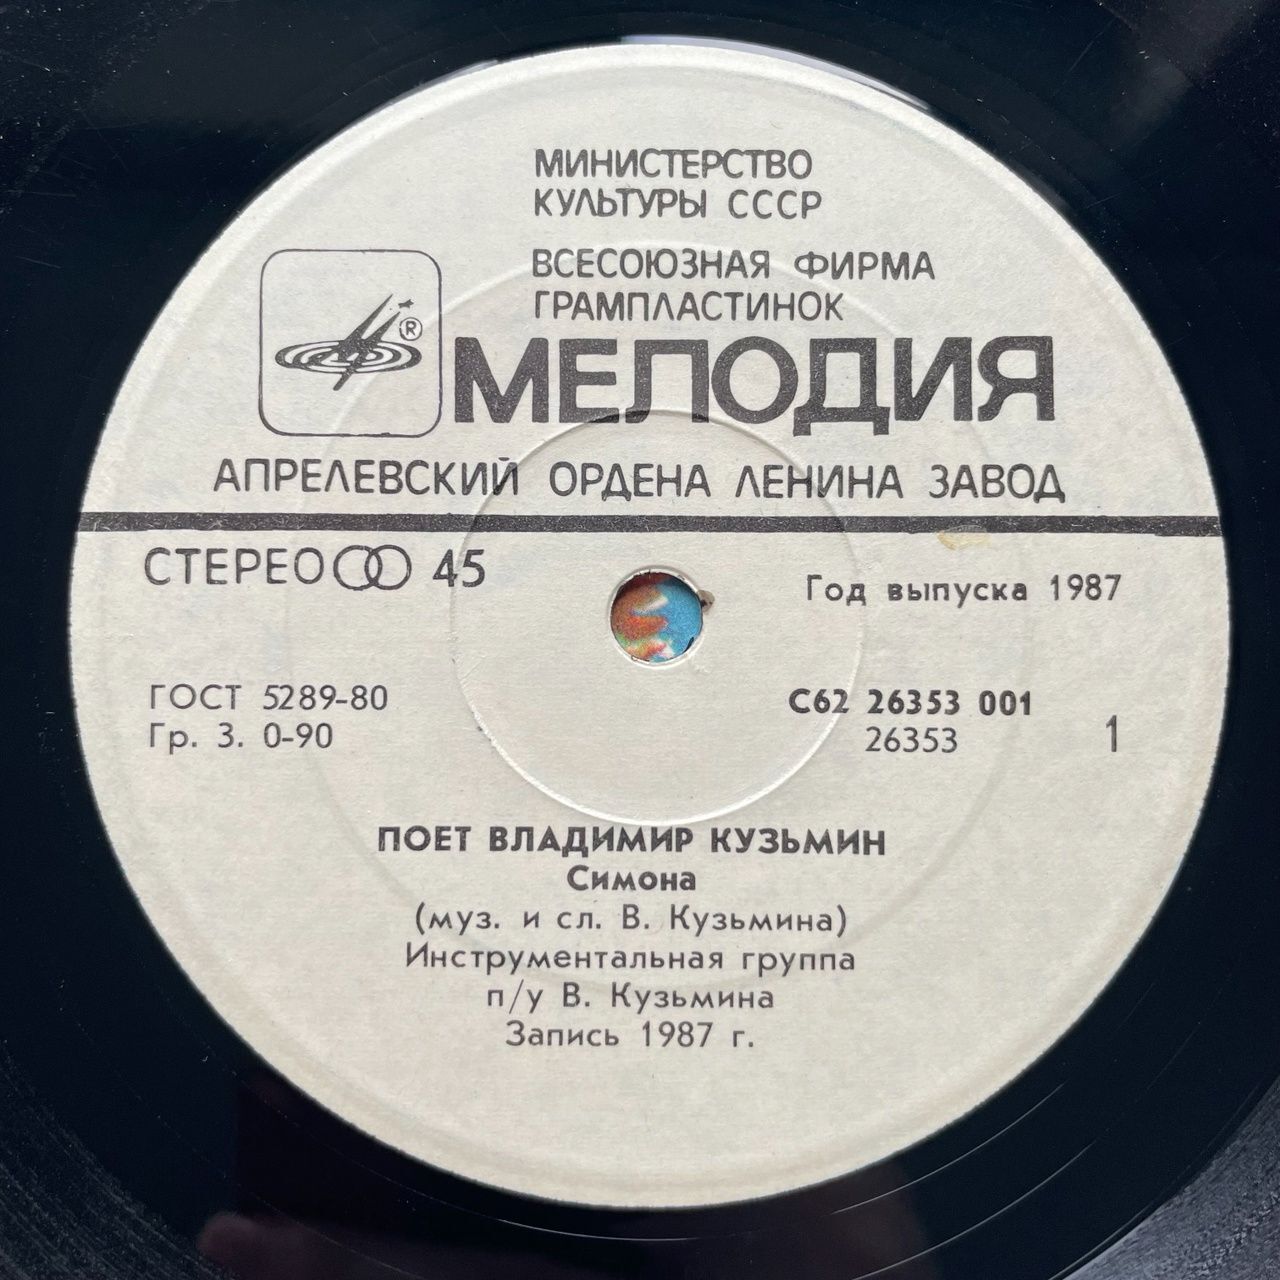 МИНИСТЕРСТВО
КУЛЬТУРЫ СССР
ВСЕСОЮЗНАЯ ФИРМА
ГРАМПЛАСТИНОК
®
МЕЛОДИЯ
АПРЕЛЕВСКИЙ ОРДЕНА ЛЕНИНА ЗАВОД
СТЕРЕО 45
Год выпуска 1987
ГОСТ 5289-80
Гр. 3. 0-90
С62 26353 001
26353
1
ПОЕТ ВЛАДИМИР КУЗЬМИН
Симона
(муз. и сл. В. Кузьмина)
Инструментальная группа
п/у В. Кузьмина
Запись 1987 г.